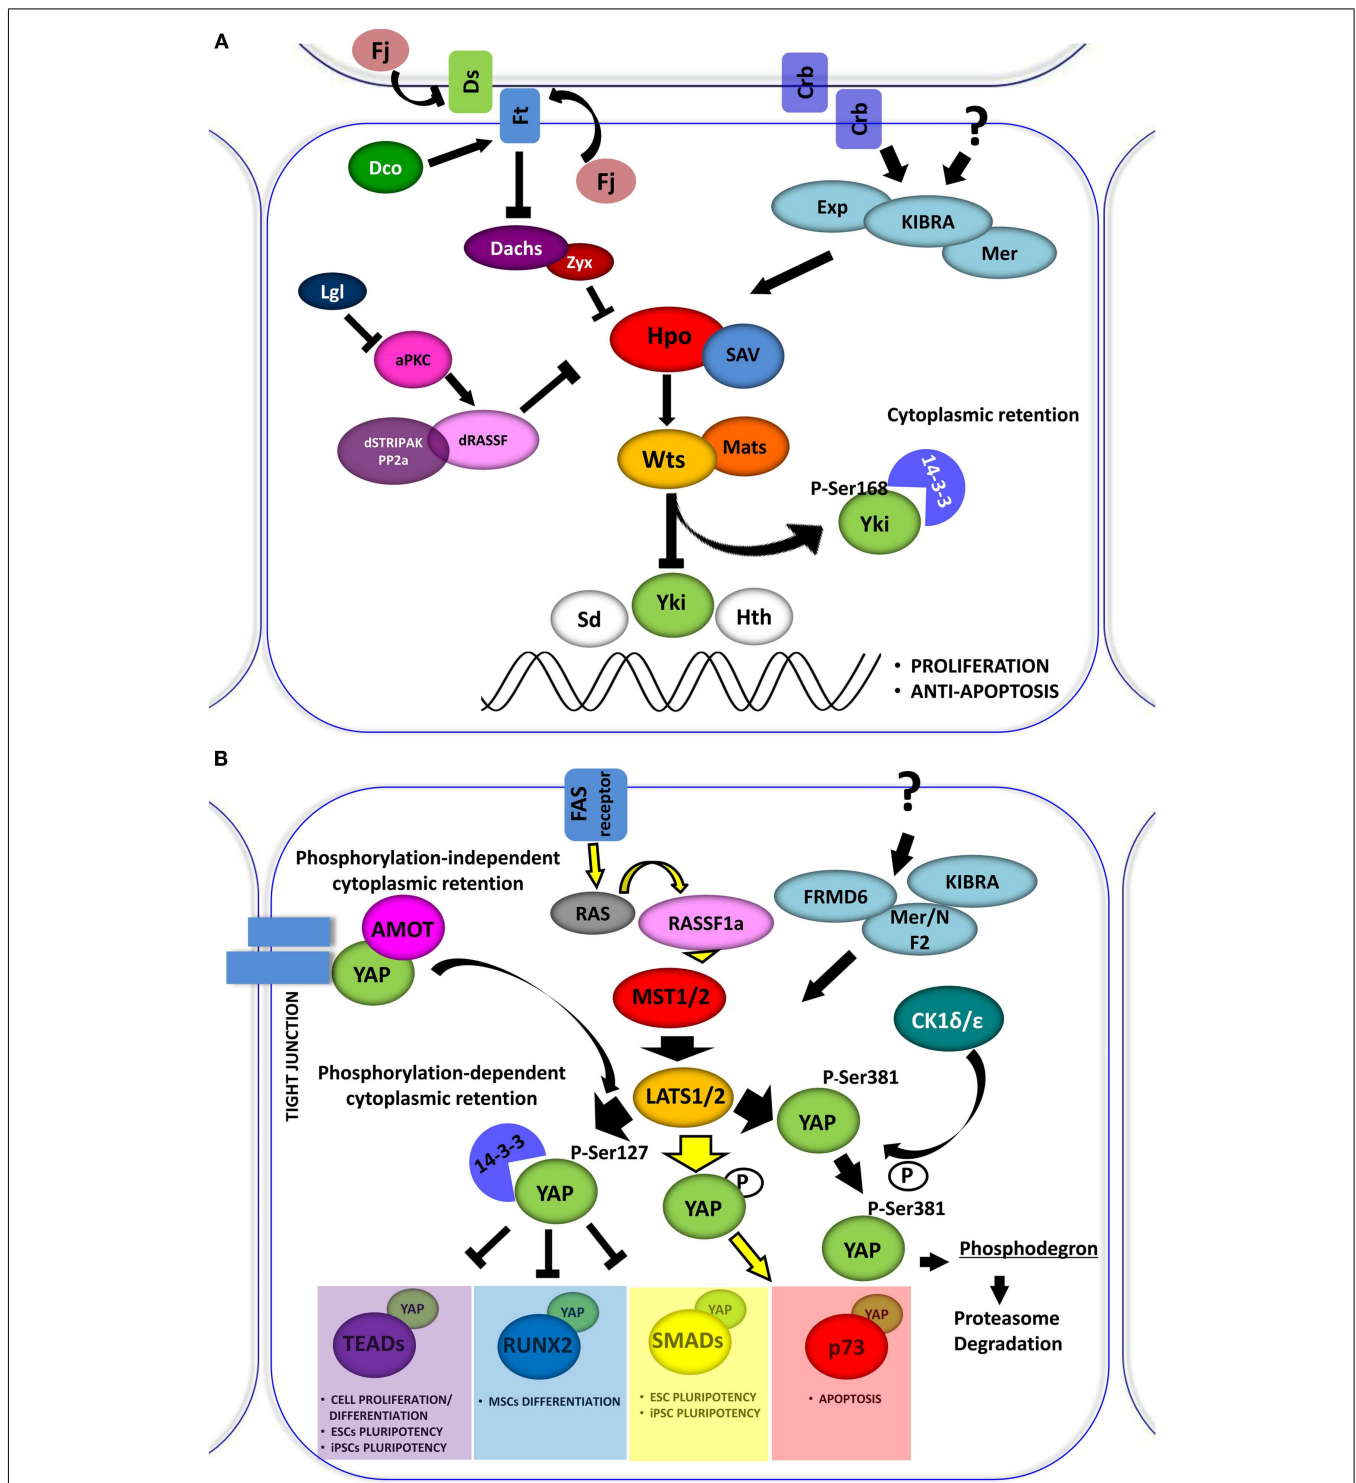 A
Fj
Ds
Ft
Crb
Crb
?
Dco
Fj
Exp
KIBRA
Mer
Dachs
Zyx
Lgl
aPKC
Hpo
SAV
dSTRIPAK
PP2a
dRASSF
Wts
Mats
Cytoplasmic retention
14-3-3
P-Ser168
Yki
Sd
Yki
Hth
• PROLIFERATION
• ANTI-APOPTOSIS
B
FAS
receptor
?
Phosphorylation-independent
cytoplasmic retention
AMOT
YAP
TIGHT JUNCTION
RAS
RASSF1a
FRMD6
KIBRA
Mer/N
F2
MST1/2
CK1δ/ε
Phosphorylation-dependent
cytoplasmic retention
LATS1/2
P-Ser381
YAP
14-3-3
P-Ser127
YAP
P
YAP
P
P-Ser381
YAP
Phosphodegron
Proteasome
Degradation
YAP
TEADs
• CELL PROLIFERATION/
DIFFERENTIATION
• ESCs PLURIPOTENCY
• iPSCs PLURIPOTENCY
YAP
RUNX2
• MSCs DIFFERENTIATION
YAP
SMADs
• ESC PLURIPOTENCY
• iPSC PLURIPOTENCY
YAP
p73
• APOPTOSIS